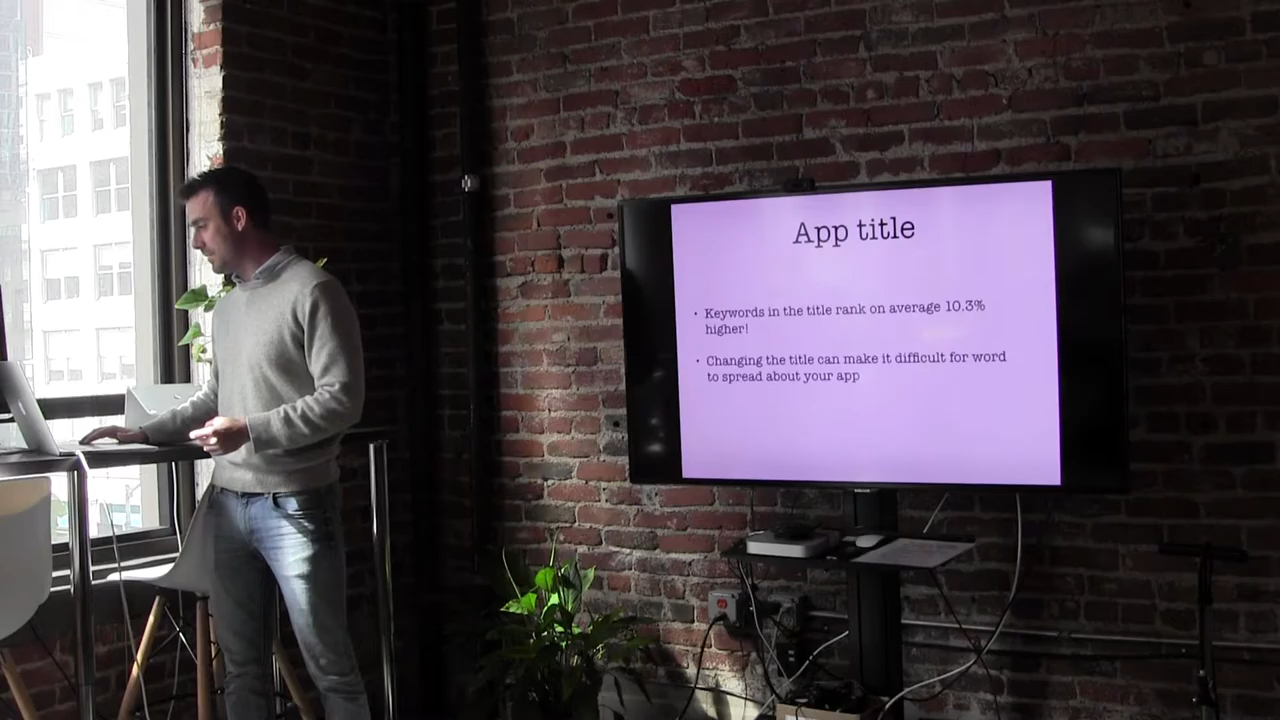 App title
• Keywords in the title rank on average 10.3%
higher!
• Changing the title can make it difficult for word
to spread about your app